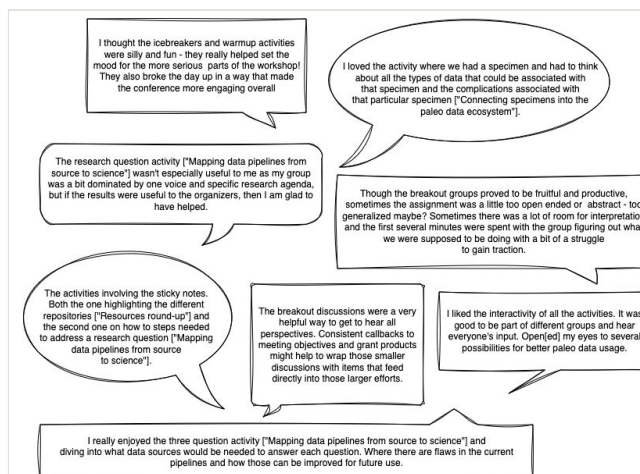 I thought the icebreakers and warmup activities
were silly and fun - they really helped set the
mood for the more serious parts of the workshop!
They also broke the day up in a way that made
the conference more engaging overall
I loved the activity where we had a specimen and had to think
about all the types of data that could be associated with
that specimen and the complications associated with
that particular specimen ["Connecting specimens into the
paleo data ecosystem"].
The research question activity ["Mapping data pipelines from
source to science"] wasn't especially useful to me as my group
was a bit dominated by one voice and specific research agenda,
but if the results were useful to the organizers, then I am glad to
have helped.
Though the breakout groups proved to be fruitful and productive,
sometimes the assignment was a little too open ended or abstract - too
generalized maybe? Sometimes there was a lot of room for interpretation
and the first several minutes were spent with the group figuring out what
we were supposed to be doing with a bit of a struggle
to gain traction.
The activities involving the sticky notes.
Both the one highlighting the different
repositories ["Resources round-up"] and
the second one on how to steps needed
to address a research question ["Mapping
data pipelines from source
to science"].
The breakout discussions were a very
helpful way to get to hear all
perspectives. Consistent callbacks to
meeting objectives and grant products
might help to wrap those smaller
discussions with items that feed
directly into those larger efforts.
I liked the interactivity of all the activities. It was
good to be part of different groups and hear
everyone's input. Open[ed] my eyes to several
possibilities for better paleo data usage.
I really enjoyed the three question activity ["Mapping data pipelines from source to science"] and
diving into what data sources would be needed to answer each question. Where there are flaws in the current
pipelines and how those can be improved for future use.